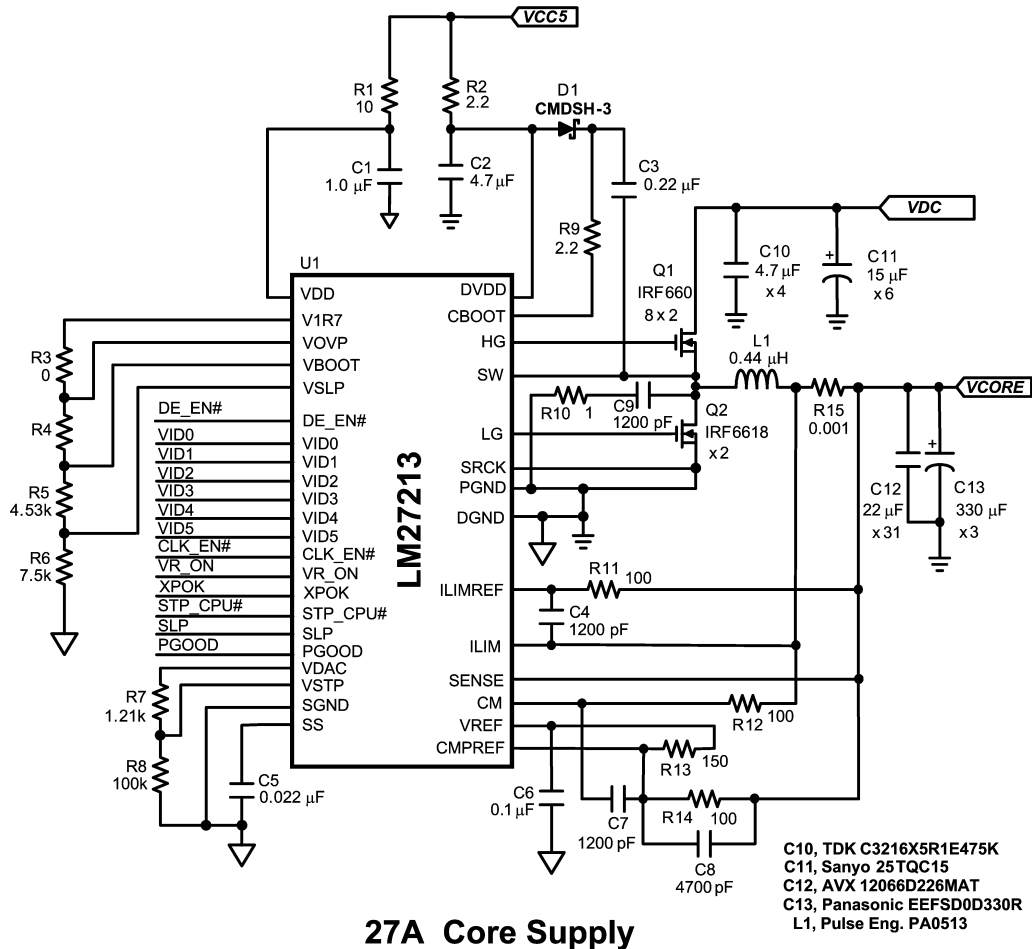 VCC5
R1
10
R2
2.2
D1
CMDSH-3
C1
1.0 µF
C2
4.7µF
C3
0.22 µF
VDC
R9
2.2
C10
4.7 µF
x 4
C11
15 µF
x 6
U1
Q1
IRF660
8 x 2
VDD
V1R7
VOVP
VBOOT
VSLP
DE_EN#
VID0
VID1
VID2
VID3
VID4
VID5
CLK_EN#
VR_ON
XPOK
STP_CPU#
SLP
PGOOD
VDAC
VSTP
SGND
SS
LM27213
DVDD
CBOOT
HG
SW
LG
SRCK
PGND
DGND
ILIMREF
ILIM
SENSE
CM
VREF
CMPREF
R3
0
R4
R5
4.53k
R6
7.5k
DE_EN#
VID0
VID1
VID2
VID3
VID4
VID5
CLK_EN#
VR_ON
XPOK
STP_CPU#
SLP
PGOOD
R7
1.21k
R8
100k
C5
0.022 µF
L1
0.44 µH
VCORE
R10
1
C9
1200 pF
Q2
IRF6618
x 2
R15
0.001
C12
22 µF
x 31
C13
330 µF
x 3
R11
100
C4
1200 pF
R12
100
R13
150
C6
0.1 µF
C7
1200 pF
R14
100
C8
4700 pF
C10, TDK C3216X5R1E475K
C11, Sanyo 25TQC15
C12, AVX 12066D226MAT
C13, Panasonic EEFSD0D330R
L1, Pulse Eng. PA0513
27A Core Supply